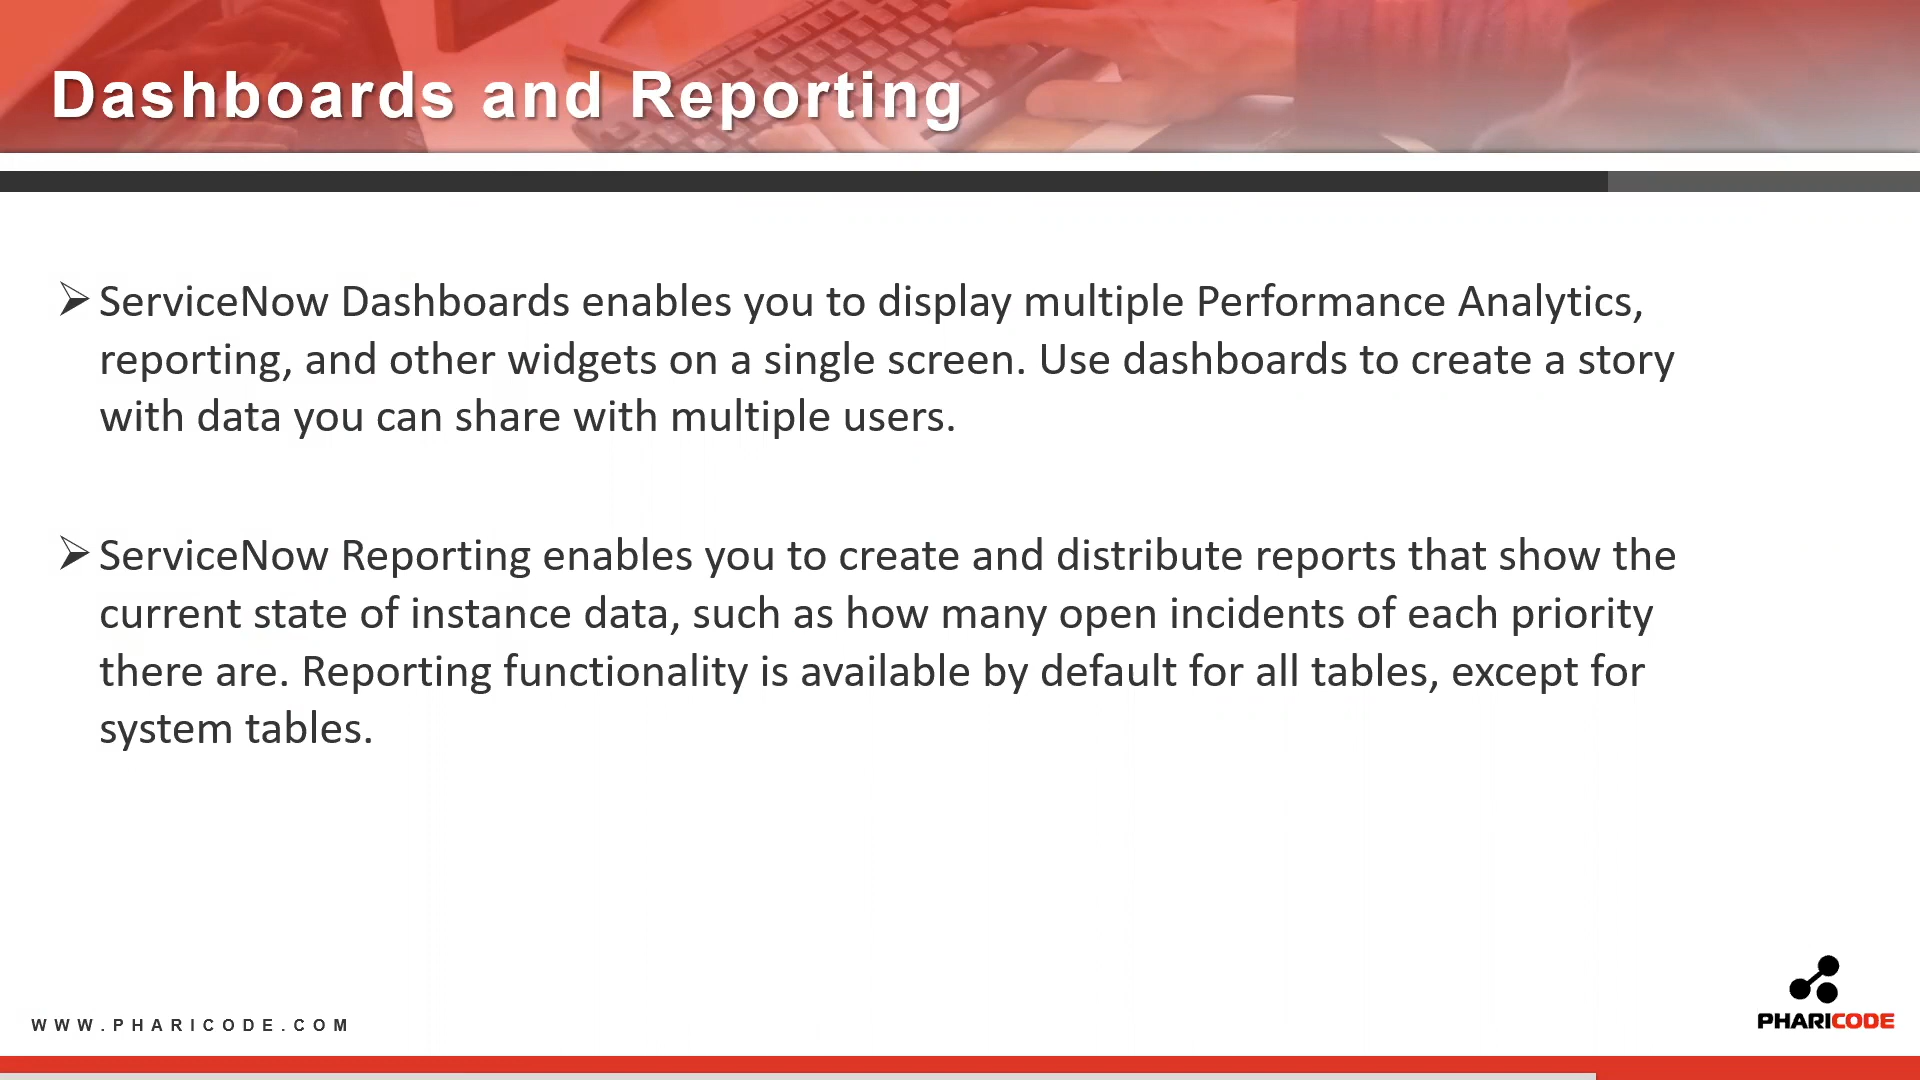 Dashboards and Reporting
ServiceNow Dashboards enables you to display multiple Performance Analytics,
reporting, and other widgets on a single screen. Use dashboards to create a story
with data you can share with multiple users.
ServiceNow Reporting enables you to create and distribute reports that show the
current state of instance data, such as how many open incidents of each priority
there are. Reporting functionality is available by default for all tables, except for
system tables.
WWW.PHARICODE.COM
PHARICODE